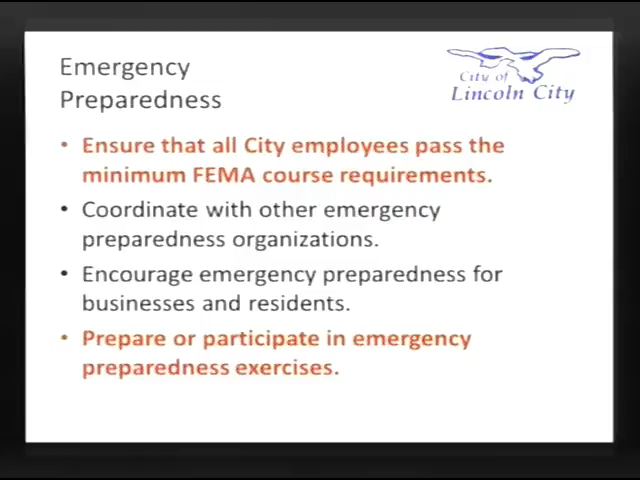 Emergency
Preparedness
City of
Lincoln City
• Ensure that all City employees pass the
minimum FEMA course requirements.
• Coordinate with other emergency
preparedness organizations.
• Encourage emergency preparedness for
businesses and residents.
• Prepare or participate in emergency
preparedness exercises.